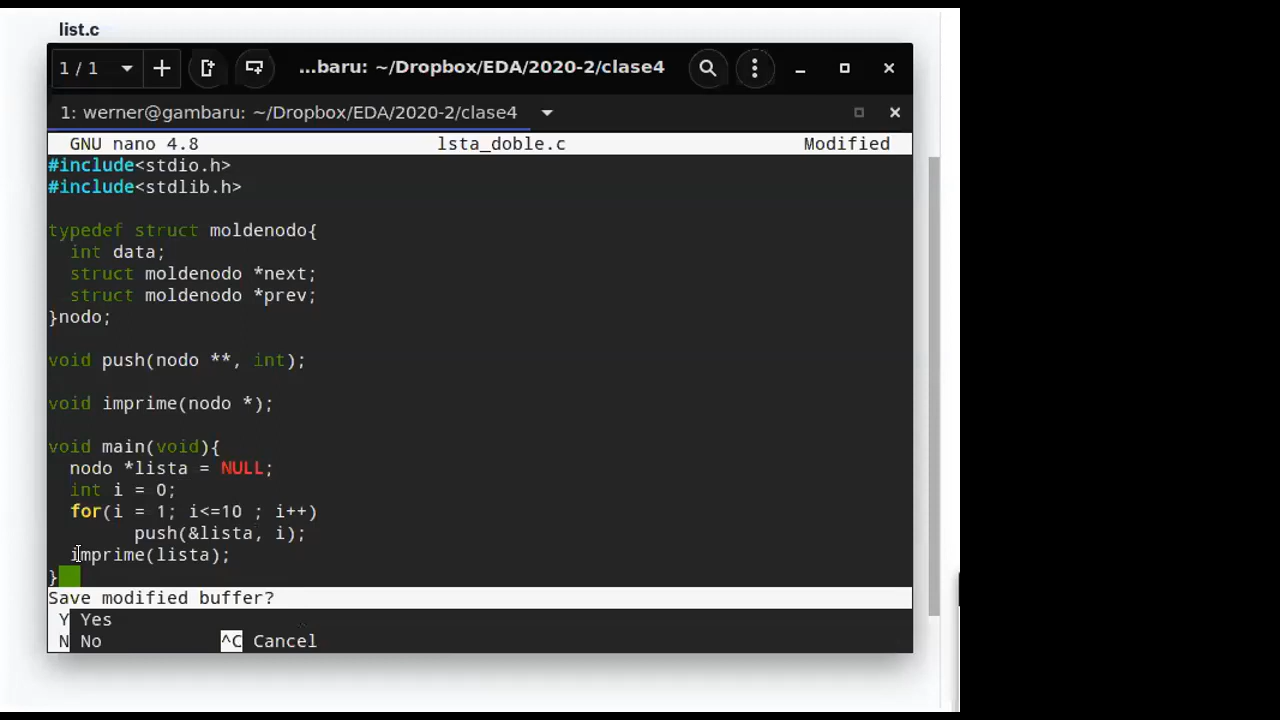 list.c
1 / 1
...baru: ~/Dropbox/EDA/2020-2/clase4
1: werner@gambaru: ~/Dropbox/EDA/2020-2/clase4
GNU nano 4.8 lsta_doble.c Modified
#include<stdio.h>
#include<stdlib.h>
typedef struct moldenodo{
int data;
struct moldenodo *next;
struct moldenodo *prev;
}nodo;
void push(nodo **, int);
void imprime(nodo *);
void main(void){
nodo *lista = NULL;
int i = 0;
for(i = 1; i<=10 ; i++)
push(&lista, i);
imprime(lista);
}
Save modified buffer?
Y Yes
N No ^C Cancel